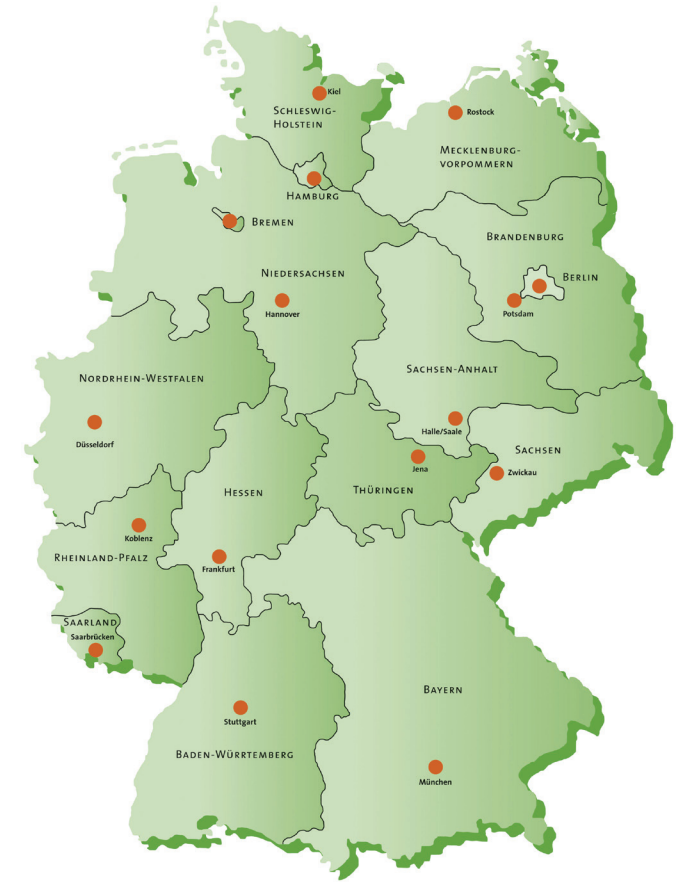 Kiel
SCHLESWIG-
HOLSTEIN
Rostock
MECKLENBURG-
VORPOMMERN
HAMBURG
BREMEN
BRANDENBURG
NIEDERSACHSEN
BERLIN
Hannover
Potsdam
SACHSEN-ANHALT
NORDRHEIN-WESTFALEN
Halle/Saale
Düsseldorf
SACHSEN
Jena
Zwickau
HESSEN
THÜRINGEN
Koblenz
RHEINLAND-PFALZ
Frankfurt
SAARLAND
Saarbrücken
BAYERN
Stuttgart
BADEN-WÜRRTEMBERG
München